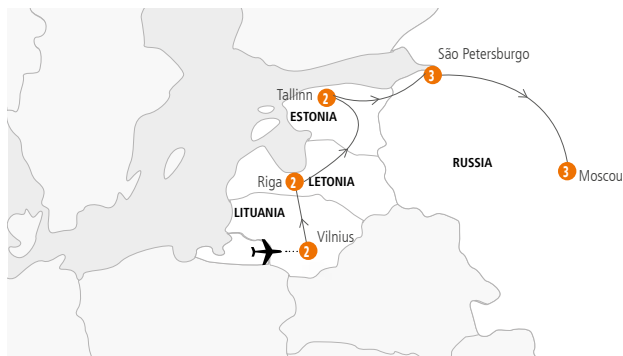 São Petersburgo
3
Tallinn
2
ESTONIA
RUSSIA
3
Moscou
Riga
2
LETONIA
LITUANIA
Vilnius
2